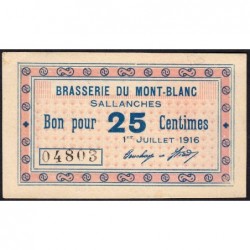 BRASSERIE DU MONT-BLANC
SALLANCHES
Bon pour 25 Centimes
1er JUILLET 1916
04803